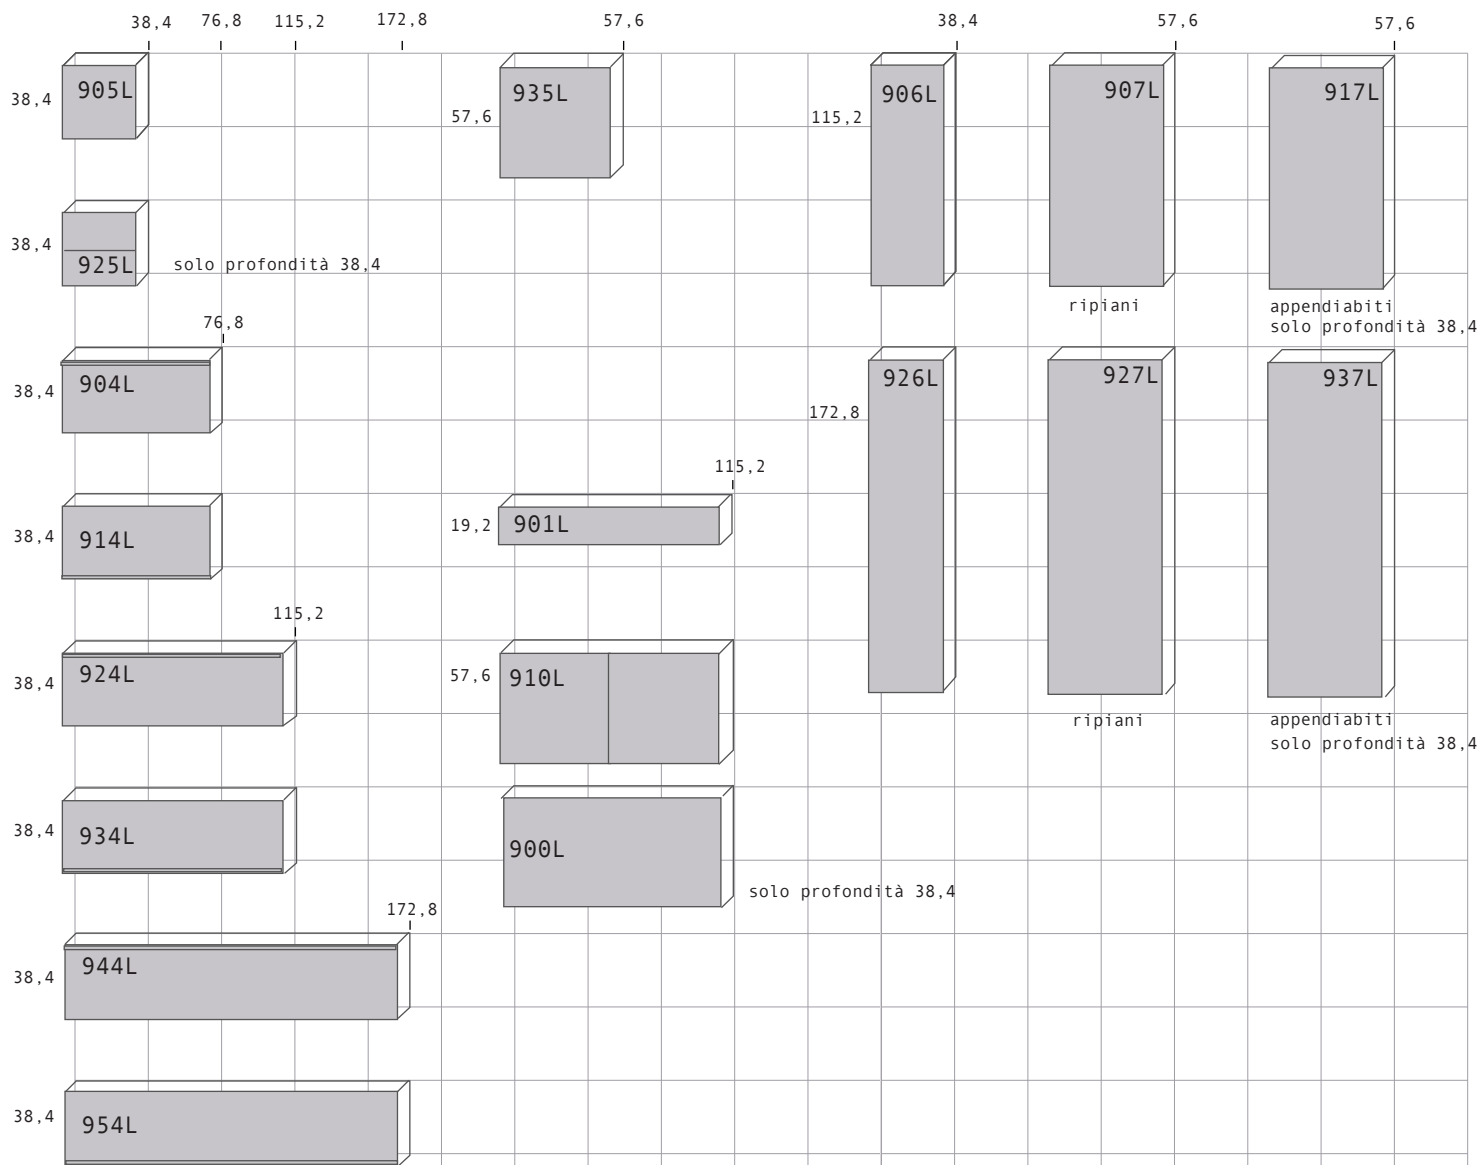 38,4 76,8 115,2 172,8 57,6 38,4 57,6 57,6
38,4 905L 57,6 935L 115,2 906L 907L 917L
38,4 925L solo profondità 38,4
ripiani
appendiabiti
solo profondità 38,4
76,8
38,4 904L 172,8 926L 927L 937L
115,2
38,4 914L 19,2 901L
115,2
38,4 924L 57,6 910L
ripiani
appendiabiti
solo profondità 38,4
38,4 934L 900L
solo profondità 38,4
172,8
38,4 944L
38,4 954L